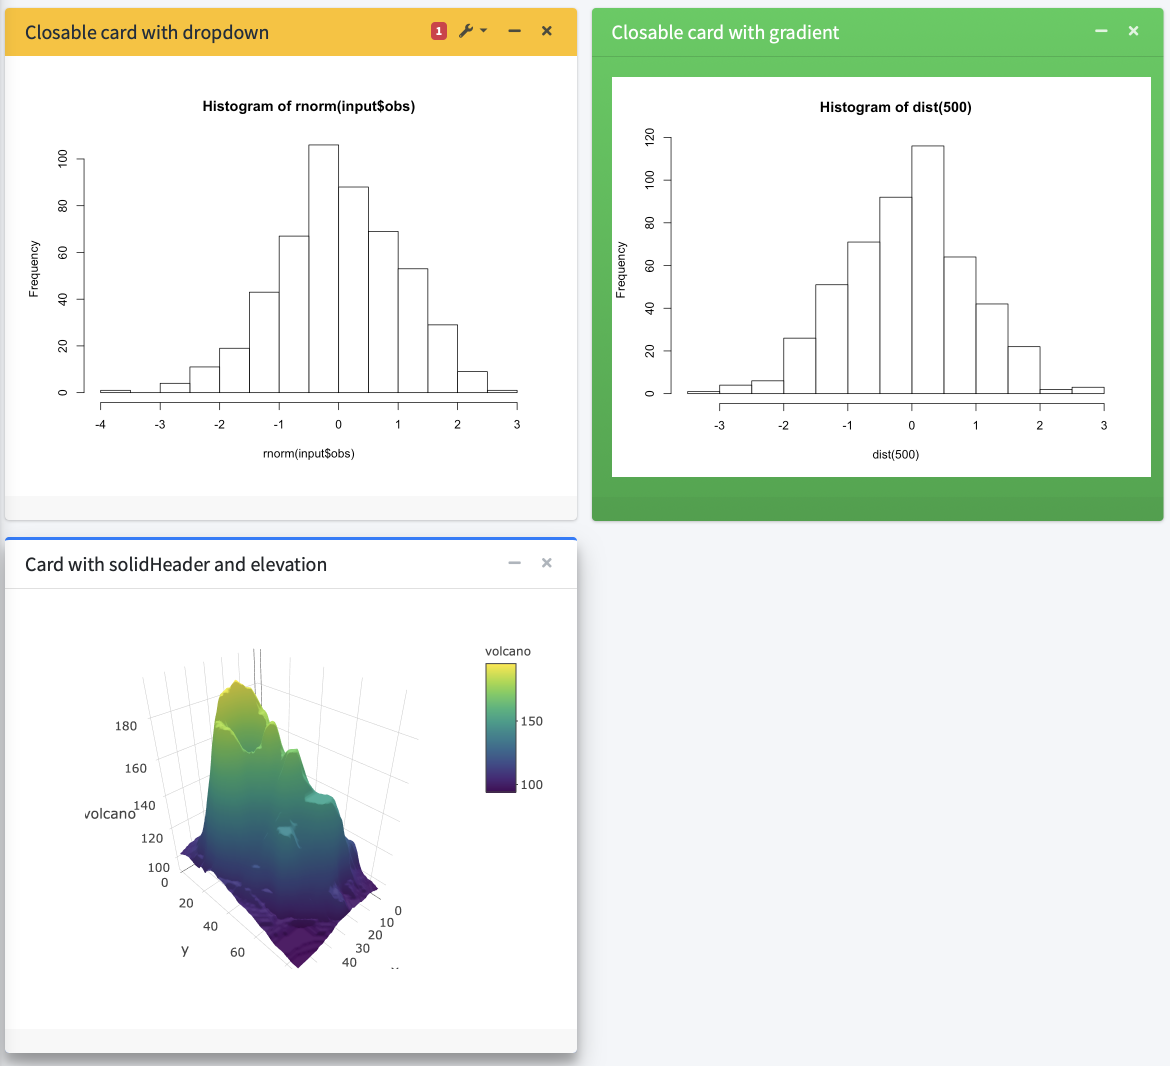 Closable card with dropdown
1
Histogram of rnorm(input$obs)
Frequency
0 20 40 60 80 100
-4 -3 -2 -1 0 1 2 3
rnorm(input$obs)
Closable card with gradient
Histogram of dist(500)
Frequency
0 20 40 60 80 100 120
-3 -2 -1 0 1 2 3
dist(500)
Card with solidHeader and elevation
volcano
150
100
180
160
140
volcano
120
100
0
20
40
60
y
0
10
20
30
40